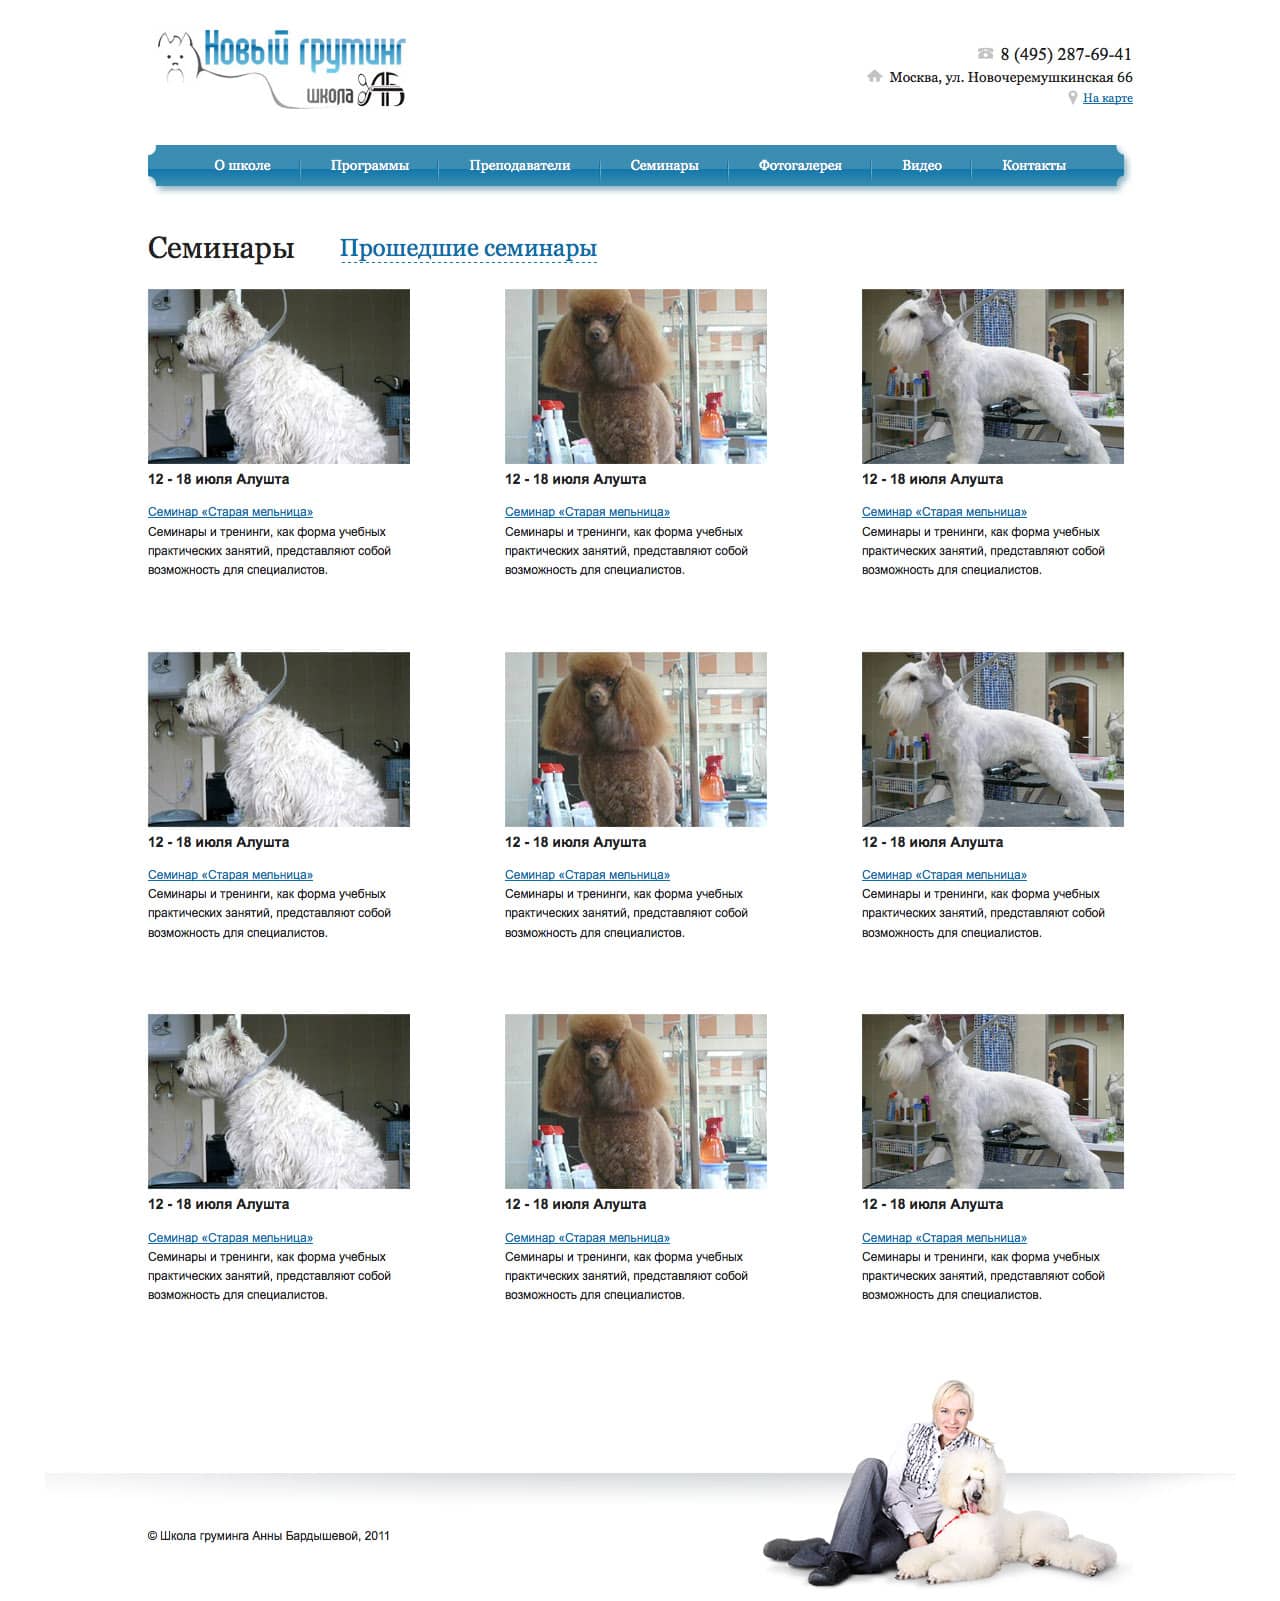 Новый груминг
школа АБ
8 (495) 287-69-41
Москва, ул. Новочеремушкинская 66
На карте
О школе Программы Преподаватели Семинары Фотогалерея Видео Контакты
Семинары Прошедшие семинары
12 - 18 июля Алушта
Семинар «Старая мельница»
Семинары и тренинги, как форма учебных
практических занятий, представляют собой
возможность для специалистов.
12 - 18 июля Алушта
Семинар «Старая мельница»
Семинары и тренинги, как форма учебных
практических занятий, представляют собой
возможность для специалистов.
12 - 18 июля Алушта
Семинар «Старая мельница»
Семинары и тренинги, как форма учебных
практических занятий, представляют собой
возможность для специалистов.
12 - 18 июля Алушта
Семинар «Старая мельница»
Семинары и тренинги, как форма учебных
практических занятий, представляют собой
возможность для специалистов.
12 - 18 июля Алушта
Семинар «Старая мельница»
Семинары и тренинги, как форма учебных
практических занятий, представляют собой
возможность для специалистов.
12 - 18 июля Алушта
Семинар «Старая мельница»
Семинары и тренинги, как форма учебных
практических занятий, представляют собой
возможность для специалистов.
12 - 18 июля Алушта
Семинар «Старая мельница»
Семинары и тренинги, как форма учебных
практических занятий, представляют собой
возможность для специалистов.
12 - 18 июля Алушта
Семинар «Старая мельница»
Семинары и тренинги, как форма учебных
практических занятий, представляют собой
возможность для специалистов.
12 - 18 июля Алушта
Семинар «Старая мельница»
Семинары и тренинги, как форма учебных
практических занятий, представляют собой
возможность для специалистов.
© Школа груминга Анны Бардышевой, 2011